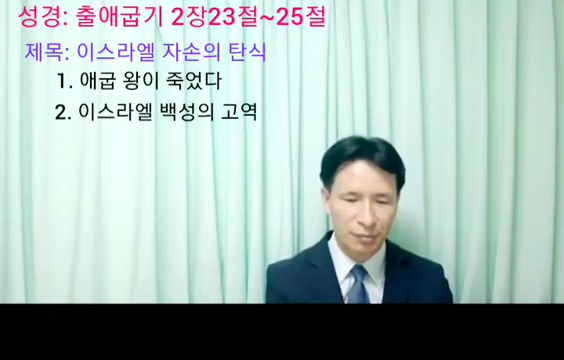 성경: 출애굽기 2장23절~25절
제목: 이스라엘 자손의 탄식
1. 애굽 왕이 죽었다
2. 이스라엘 백성의 고역